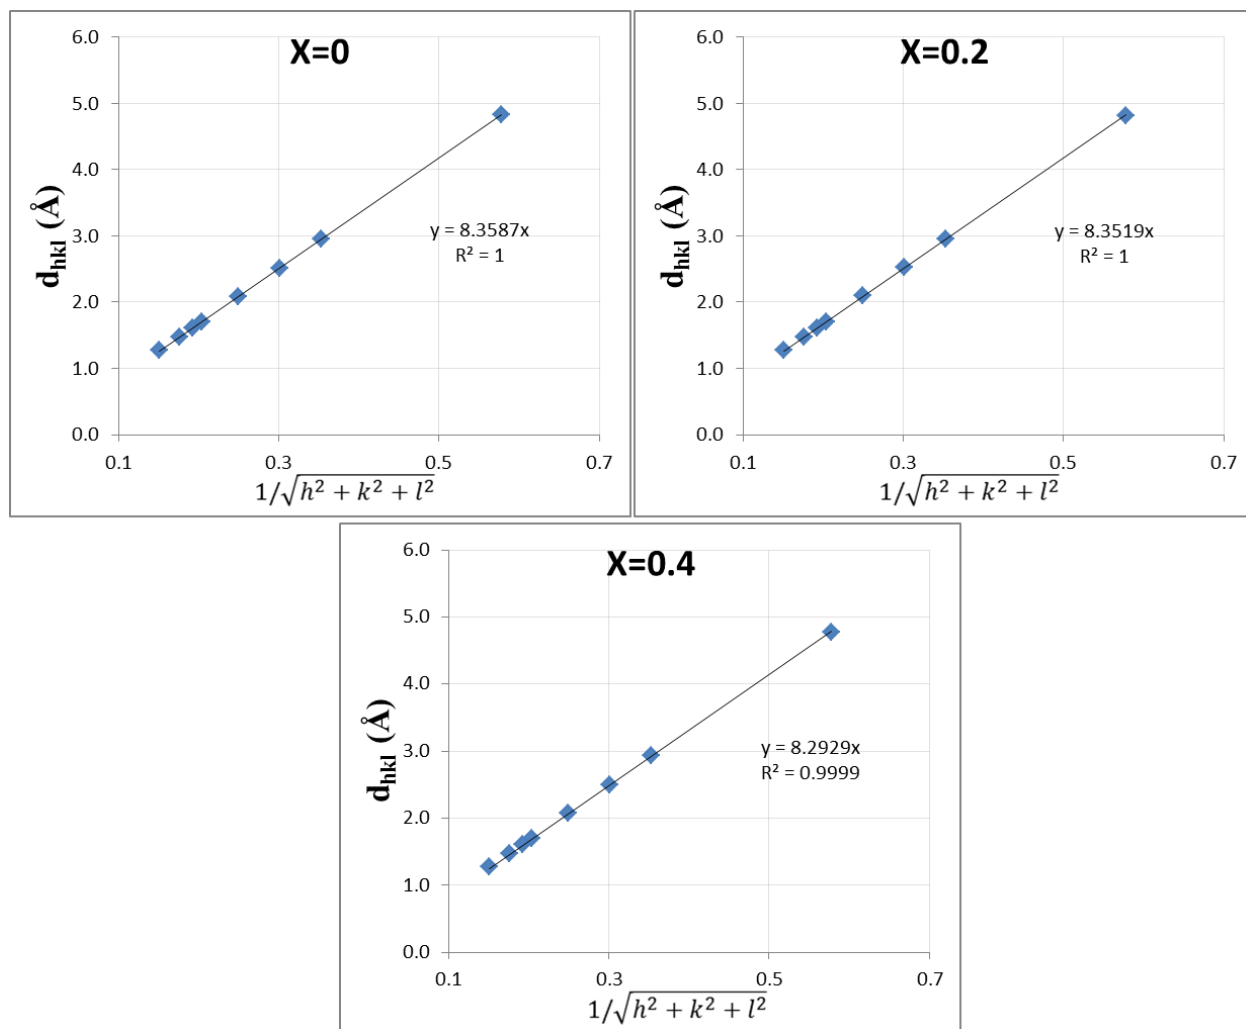 X=0
6.0
5.0
4.0
3.0
2.0
1.0
0.0
d_hkl (Å)
y = 8.3587x
R² = 1
0.1 0.3 0.5 0.7
1/√(h² + k² + l²)
X=0.2
6.0
5.0
4.0
3.0
2.0
1.0
0.0
d_hkl (Å)
y = 8.3519x
R² = 1
0.1 0.3 0.5 0.7
1/√(h² + k² + l²)
X=0.4
6.0
5.0
4.0
3.0
2.0
1.0
0.0
d_hkl (Å)
y = 8.2929x
R² = 0.9999
0.1 0.3 0.5 0.7
1/√(h² + k² + l²)